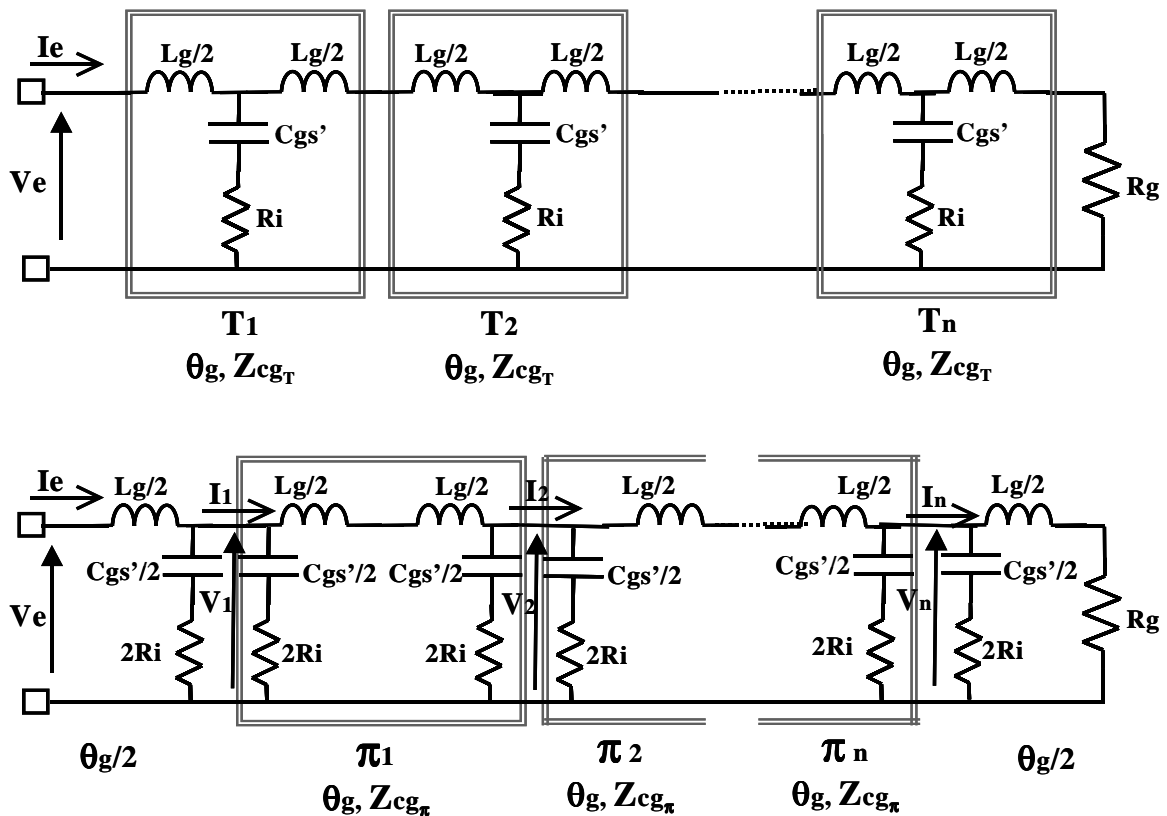 Ie Lg/2 Lg/2 Lg/2 Lg/2 Lg/2 Lg/2
Cgs’ Cgs’ Cgs’
Ve Ri Ri Ri Rg
T1 T2 Tn
θg, ZcgT θg, ZcgT θg, ZcgT
Ie Lg/2 I1 Lg/2 Lg/2 I2 Lg/2 Lg/2 In Lg/2
Cgs’/2 Cgs’/2 Cgs’/2 Cgs’/2 Cgs’/2 Cgs’/2
Ve V1 V2 Vn Rg
2Ri 2Ri 2Ri 2Ri 2Ri 2Ri
θg/2 π1 π2 πn θg/2
θg, Zcgπ θg, Zcgπ θg, Zcgπ